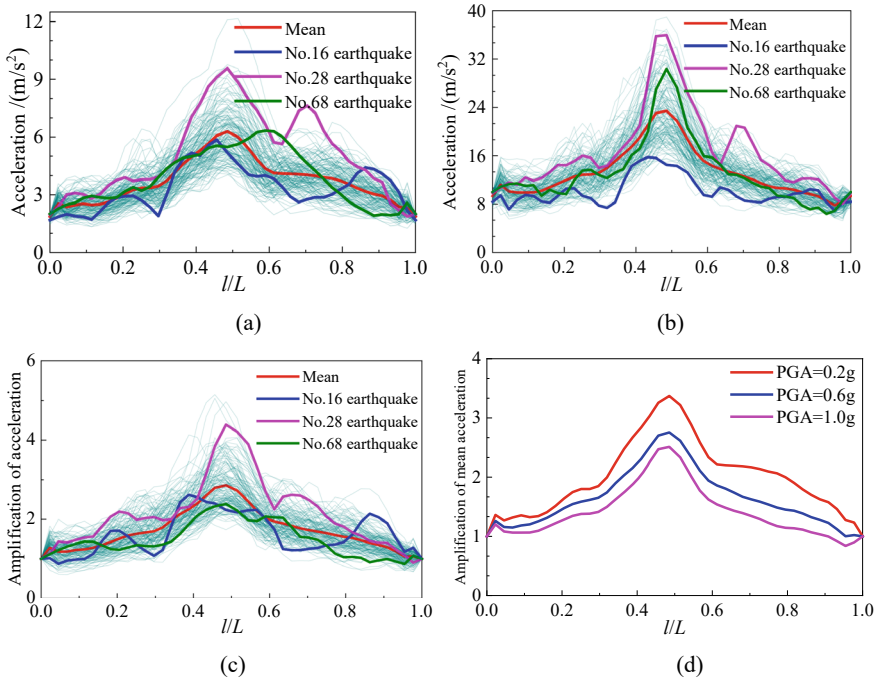 12
9
6
3
0
Acceleration /(m/s²)
Mean
No.16 earthquake
No.28 earthquake
No.68 earthquake
0.0 0.2 0.4 0.6 0.8 1.0
l/L
(a)
40
32
24
16
8
0
Acceleration /(m/s²)
Mean
No.16 earthquake
No.28 earthquake
No.68 earthquake
0.0 0.2 0.4 0.6 0.8 1.0
l/L
(b)
6
4
2
0
Amplification of acceleration
Mean
No.16 earthquake
No.28 earthquake
No.68 earthquake
0.0 0.2 0.4 0.6 0.8 1.0
l/L
(c)
4
3
2
1
0
Amplification of mean acceleration
PGA=0.2g
PGA=0.6g
PGA=1.0g
0.0 0.2 0.4 0.6 0.8 1.0
l/L
(d)